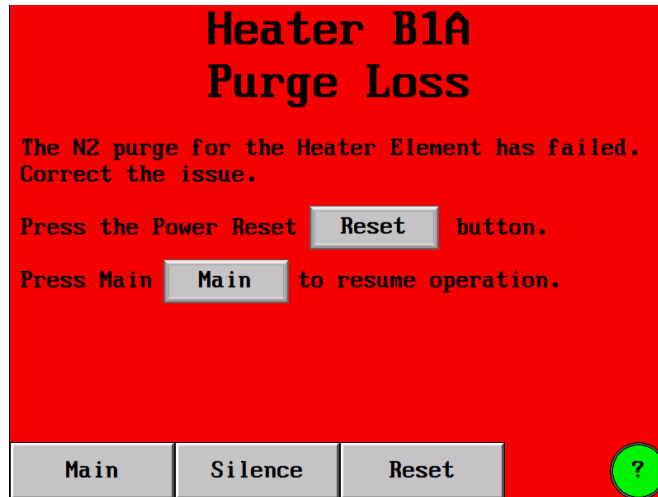 Heater B1A
Purge Loss
The N2 purge for the Heater Element has failed.
Correct the issue.
Press the Power Reset Reset button.
Press Main Main to resume operation.
Main Silence Reset ?